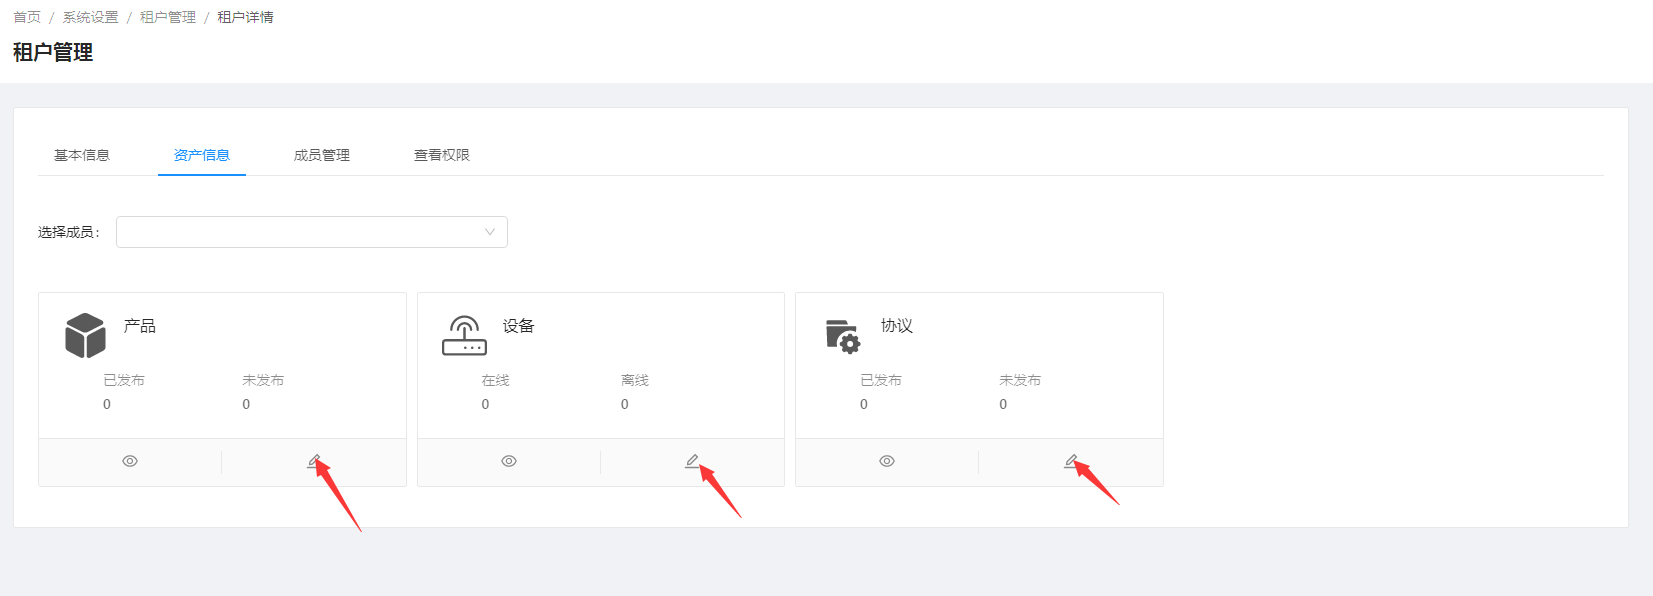 首页 / 系统设置 / 租户管理 / 租户详情
租户管理
基本信息 资产信息 成员管理 查看权限
选择成员：
产品
已发布 未发布
0 0
设备
在线 离线
0 0
协议
已发布 未发布
0 0